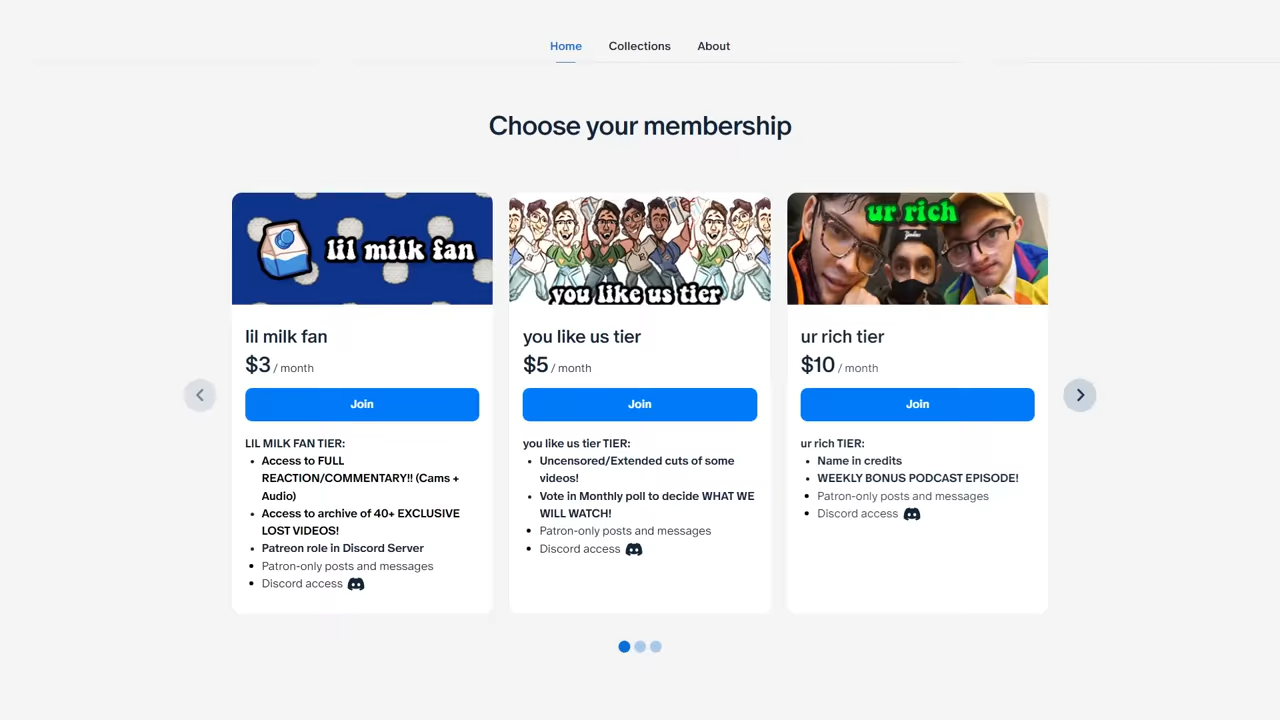 Home Collections About
Choose your membership
lil milk fan
you like us tier
ur rich
lil milk fan
$3 / month
Join
LIL MILK FAN TIER:
Access to FULL
REACTION/COMMENTARY!! (Cams +
Audio)
Access to archive of 40+ EXCLUSIVE
LOST VIDEOS!
Patreon role in Discord Server
Patron-only posts and messages
Discord access
you like us tier
$5 / month
Join
you like us tier TIER:
Uncensored/Extended cuts of some
videos!
Vote in Monthly poll to decide WHAT WE
WILL WATCH!
Patron-only posts and messages
Discord access
ur rich tier
$10 / month
Join
ur rich TIER:
Name in credits
WEEKLY BONUS PODCAST EPISODE!
Patron-only posts and messages
Discord access